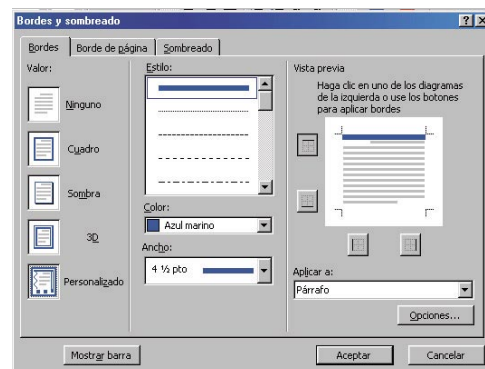 Bordes y sombreado
Bordes
Borde de página
Sombreado
Valor:
Ninguno
Cuadro
Sombra
3D
Personalizado
Estilo:
Color:
Azul marino
Ancho:
4 ½ pto
Vista previa
Haga clic en uno de los diagramas
de la izquierda o use los botones
para aplicar bordes
Aplicar a:
Párrafo
Opciones...
Mostrar barra
Aceptar
Cancelar